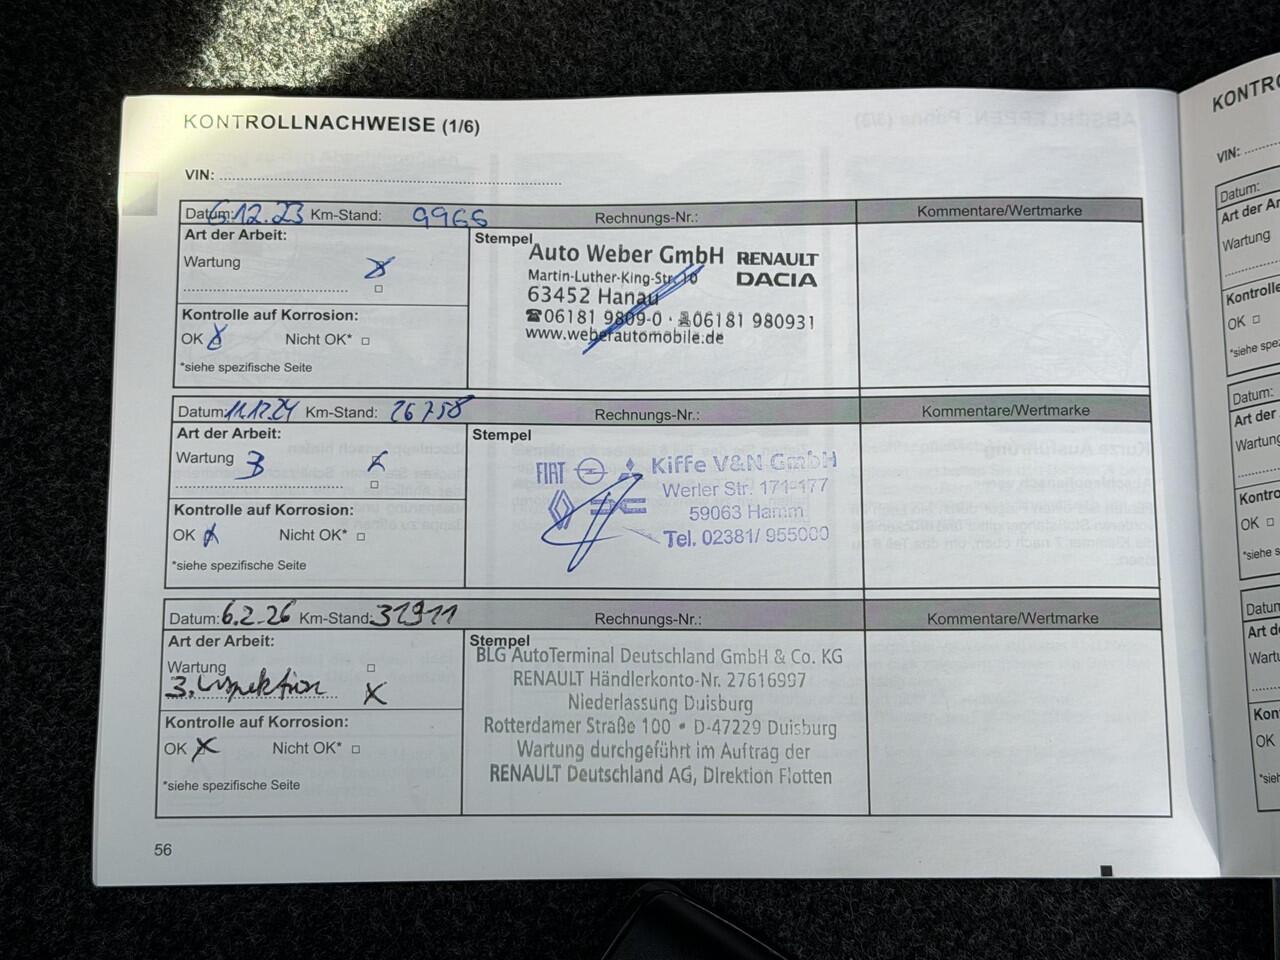 KONTROLLNACHWEISE (1/6)
VIN:
Datum: 6.12.23 Km-Stand: 9966 Rechnungs-Nr.: Kommentare/Wertmarke
Art der Arbeit:
Wartung
Kontrolle auf Korrosion:
OK Nicht OK*
*siehe spezifische Seite
Stempel
Auto Weber GmbH RENAULT
Martin-Luther-King-Str. 10 DACIA
63452 Hanau
☎06181 9809-0 · 06181 980931
www.weberautomobile.de
Datum: 11.12.24 Km-Stand: 26758 Rechnungs-Nr.: Kommentare/Wertmarke
Art der Arbeit:
Wartung
Kontrolle auf Korrosion:
OK Nicht OK*
*siehe spezifische Seite
Stempel
FIAT Kiffe V&N GmbH
Werler Str. 171-177
59063 Hamm
Tel. 02381/ 955000
Datum: 6.2.26 Km-Stand: 31911 Rechnungs-Nr.: Kommentare/Wertmarke
Art der Arbeit:
Wartung
3. Inspektion
Kontrolle auf Korrosion:
OK Nicht OK*
*siehe spezifische Seite
Stempel
BLG AutoTerminal Deutschland GmbH & Co. KG
RENAULT Händlerkonto-Nr. 27616997
Niederlassung Duisburg
Rotterdamer Straße 100 • D-47229 Duisburg
Wartung durchgeführt im Auftrag der
RENAULT Deutschland AG, Direktion Flotten
56
VIN:
Datum:
Wartung
OK